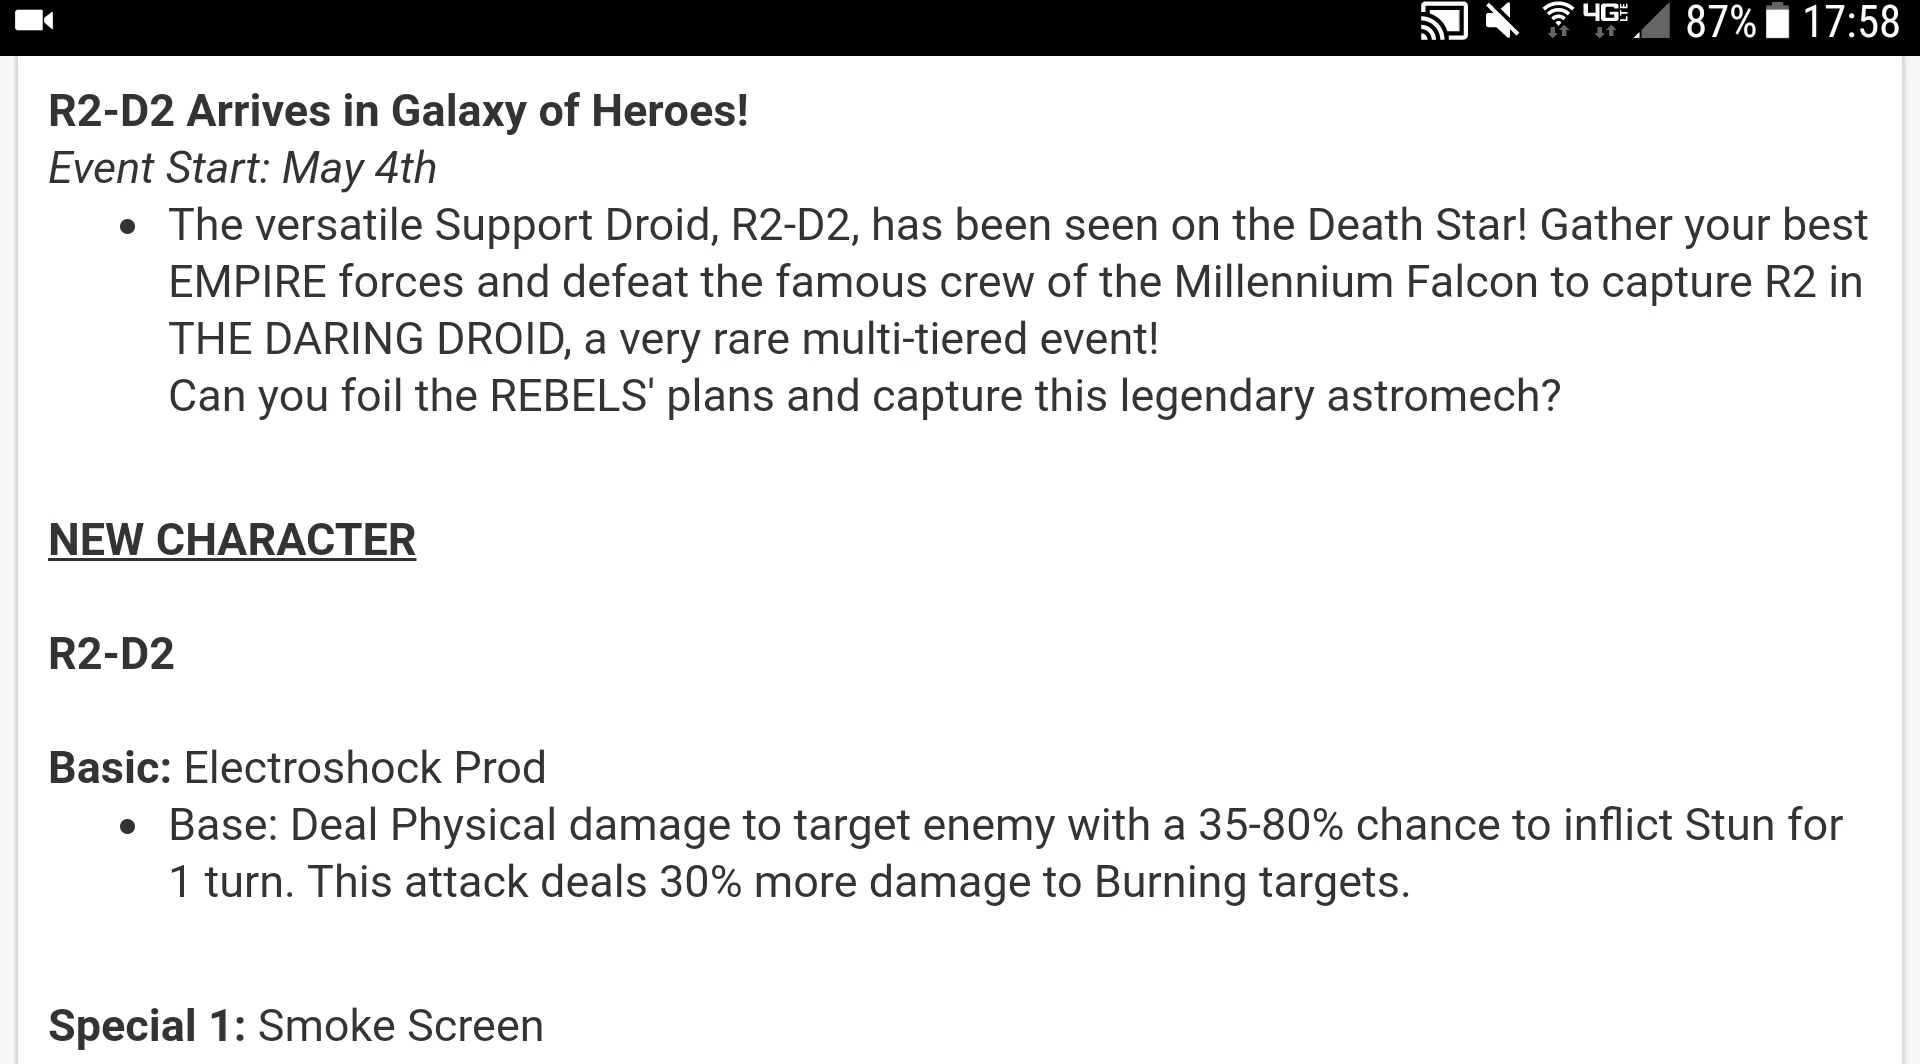 4G LTE 87% 17:58
R2-D2 Arrives in Galaxy of Heroes!
Event Start: May 4th
• The versatile Support Droid, R2-D2, has been seen on the Death Star! Gather your best
EMPIRE forces and defeat the famous crew of the Millennium Falcon to capture R2 in
THE DARING DROID, a very rare multi-tiered event!
Can you foil the REBELS' plans and capture this legendary astromech?
NEW CHARACTER
R2-D2
Basic: Electroshock Prod
• Base: Deal Physical damage to target enemy with a 35-80% chance to inflict Stun for
1 turn. This attack deals 30% more damage to Burning targets.
Special 1: Smoke Screen